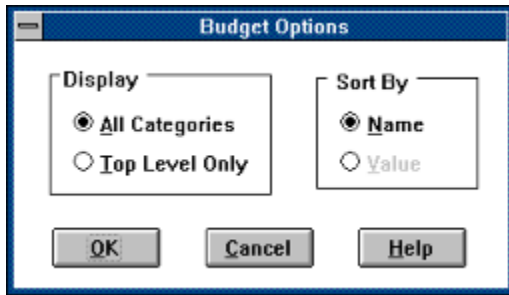 Budget Options
Display
All Categories
Top Level Only
Sort By
Name
Value
OK
Cancel
Help